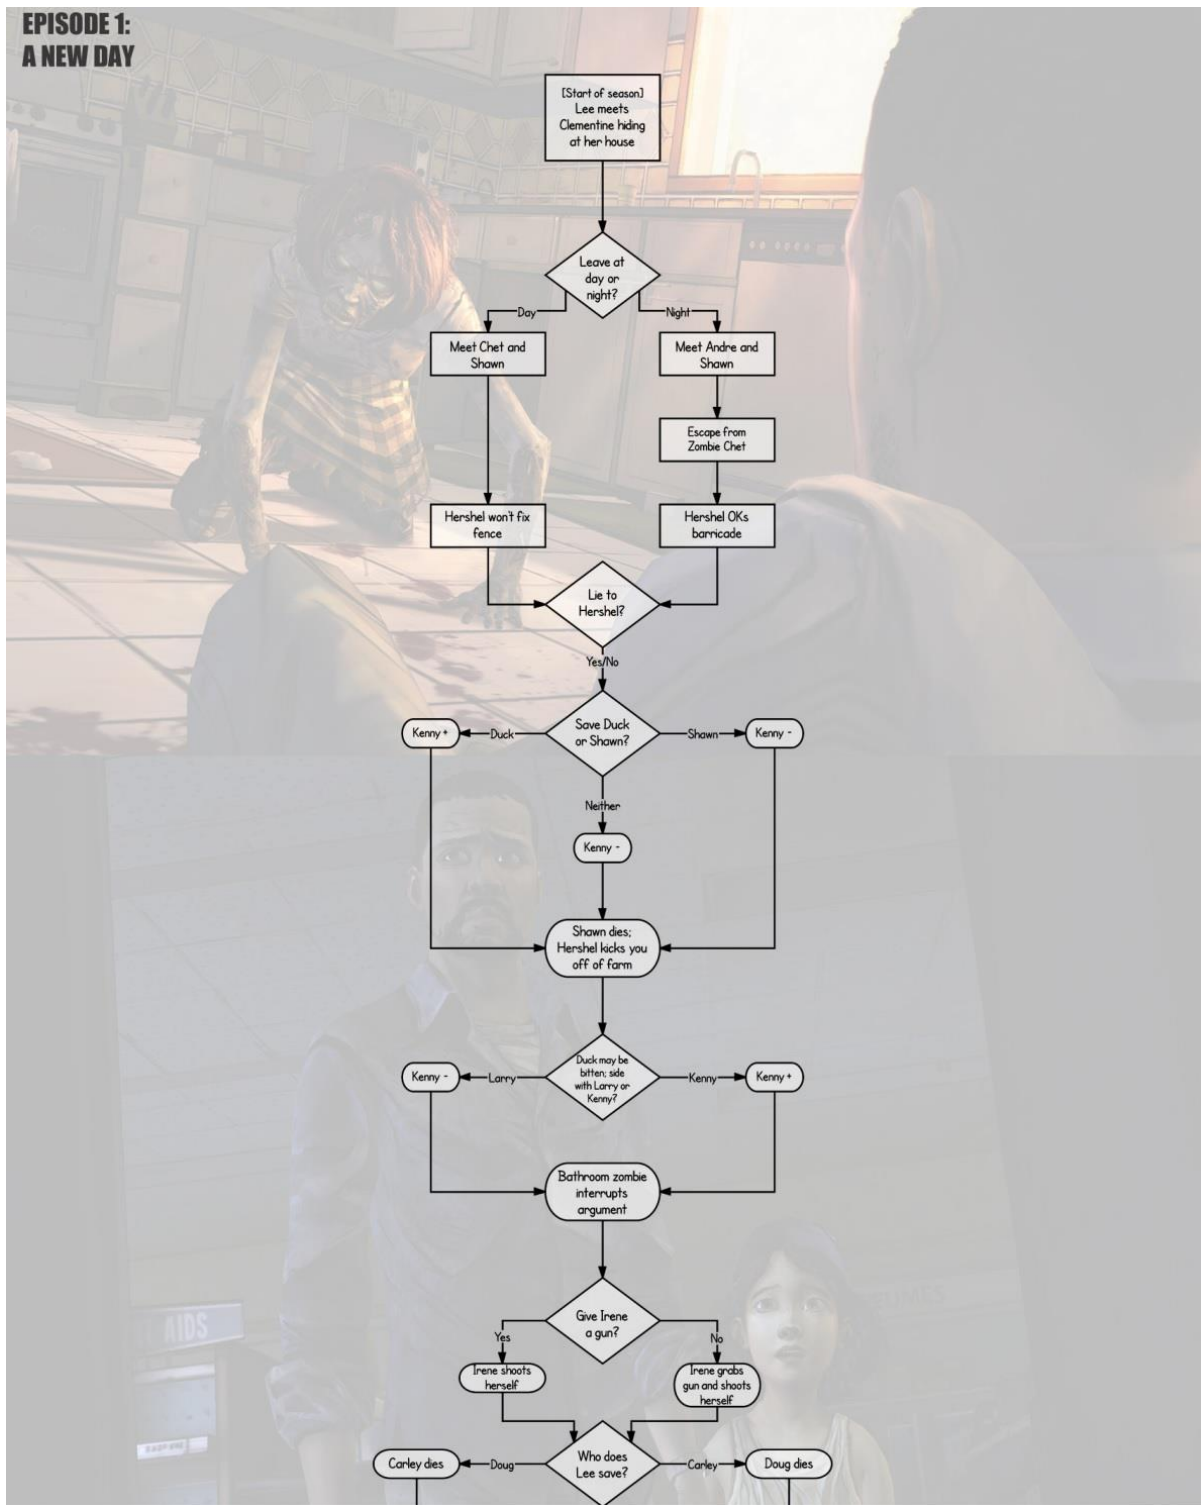 EPISODE 1:
A NEW DAY
[Start of season]
Lee meets
Clementine hiding
at her house
Leave at
day or
night?
Day
Night
Meet Chet and
Shawn
Meet Andre and
Shawn
Escape from
Zombie Chet
Hershel won't fix
fence
Hershel OKs
barricade
Lie to
Hershel?
Yes/No
Kenny +
Duck
Save Duck
or Shawn?
Shawn
Kenny -
Neither
Kenny -
Shawn dies;
Hershel kicks you
off of farm
Kenny -
Larry
Duck may be
bitten; side
with Larry or
Kenny?
Kenny
Kenny +
Bathroom zombie
interrupts
argument
Give Irene
a gun?
Yes
No
Irene shoots
herself
Irene grabs
gun and shoots
herself
AIDS
Carley dies
Doug
Who does
Lee save?
Carley
Doug dies